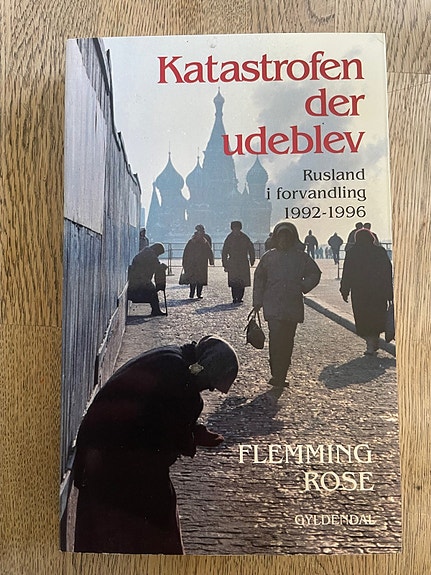 Katastrofen
der
udeblev
Rusland
i forvandling
1992-1996
FLEMMING
ROSE
GYLDENDAL